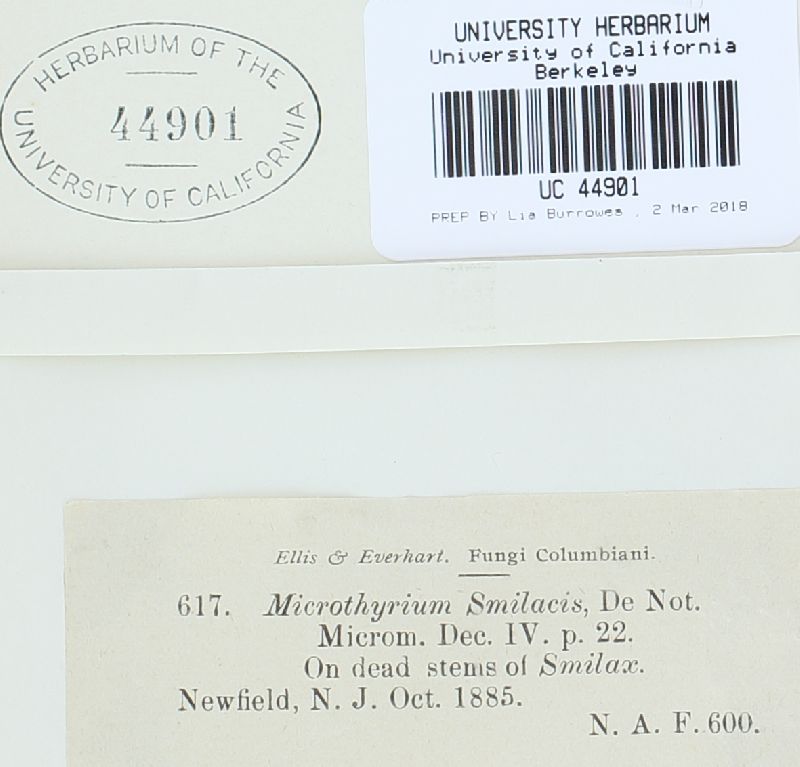 HERBARIUM OF THE
44901
UNIVERSITY OF CALIFORNIA
UNIVERSITY HERBARIUM
University of California
Berkeley
UC 44901
PREP BY Lia Burrowes . 2 Mar 2018
Ellis & Everhart. Fungi Columbiani.
617. Microthyrium Smilacis, De Not.
Microm. Dec. IV. p. 22.
On dead stems of Smilax.
Newfield, N. J. Oct. 1885.
N. A. F. 600.